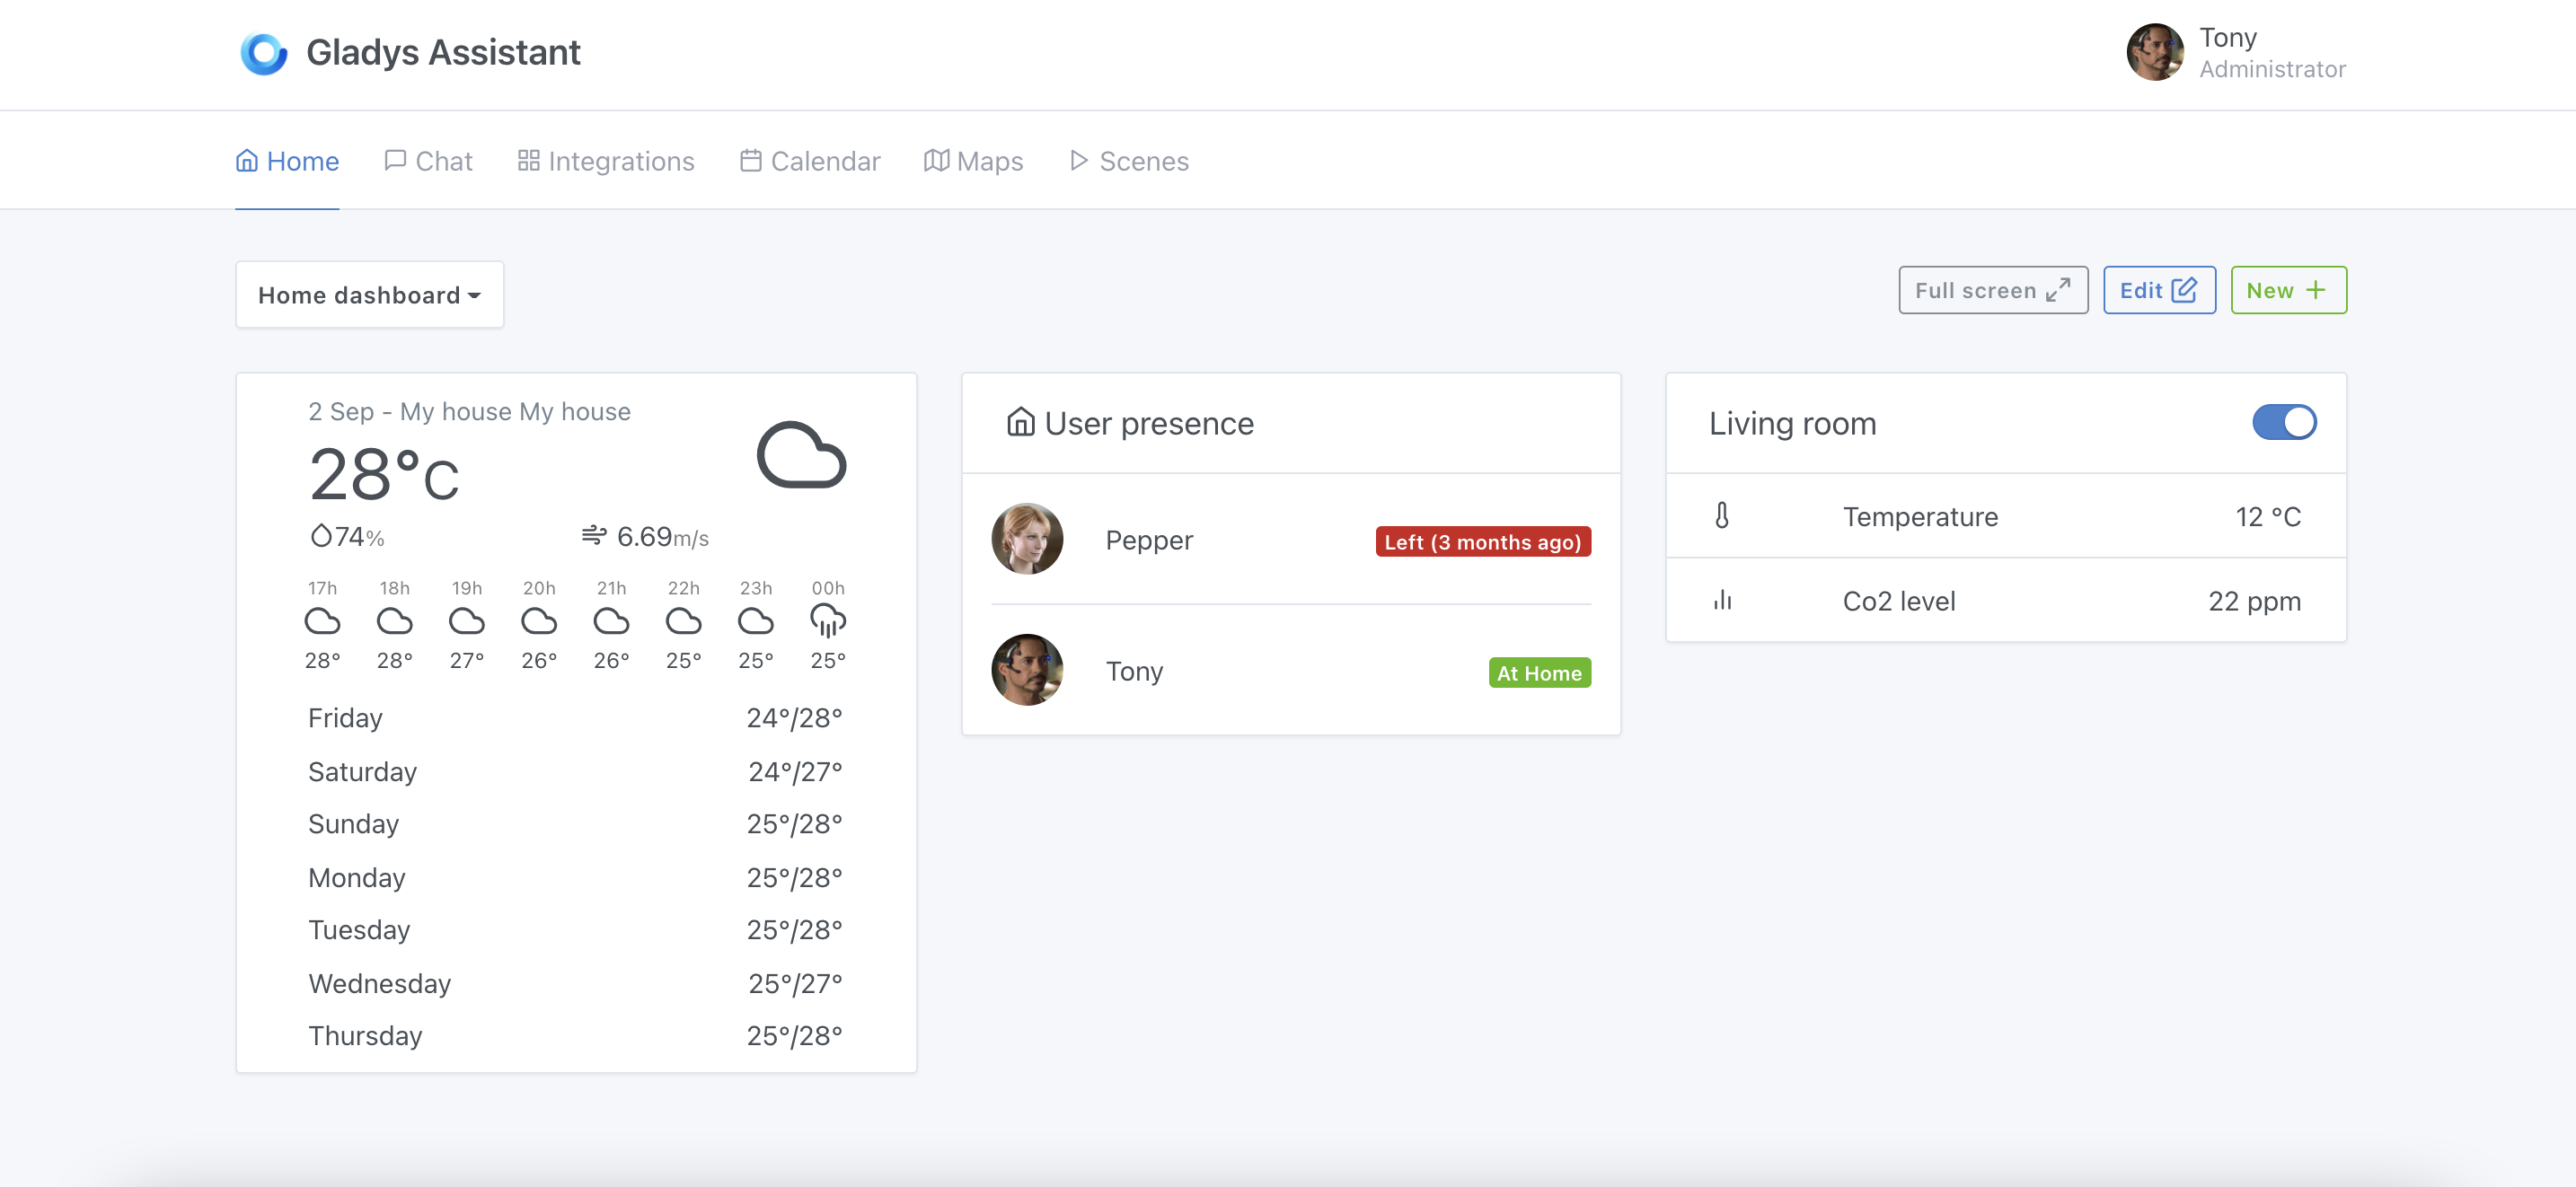 Gladys Assistant
Tony
Administrator
Home Chat Integrations Calendar Maps Scenes
Home dashboard
Full screen Edit New
2 Sep - My house My house
28°C
74% 6.69m/s
17h 18h 19h 20h 21h 22h 23h 00h
28° 28° 27° 26° 26° 25° 25° 25°
Friday 24°/28°
Saturday 24°/27°
Sunday 25°/28°
Monday 25°/28°
Tuesday 25°/28°
Wednesday 25°/27°
Thursday 25°/28°
User presence
Pepper Left (3 months ago)
Tony At Home
Living room
Temperature 12 °C
Co2 level 22 ppm